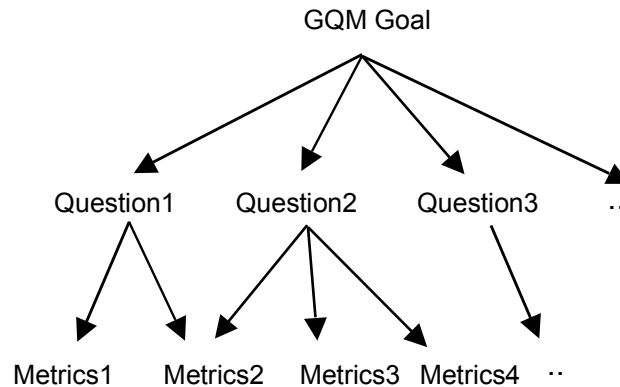 GQM Goal
Question1 Question2 Question3 ..
Metrics1 Metrics2 Metrics3 Metrics4 ..